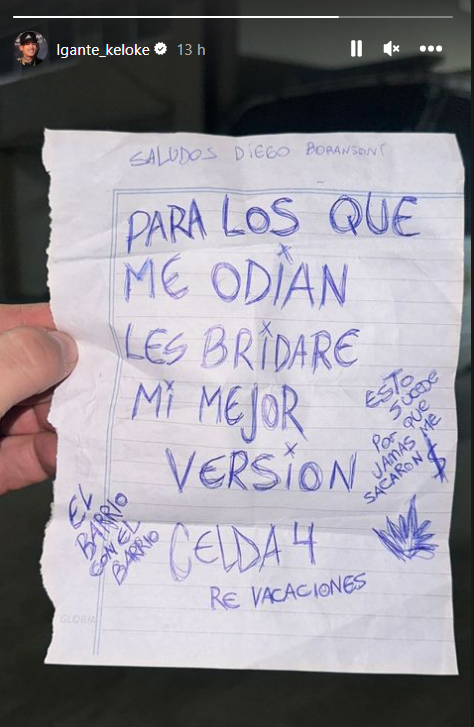 lgante_keloke 13 h
SALUDOS DIEGO BORANSONI
PARA LOS QUE
ME ODIAN
LES BRIDARE
MI MEJOR
VERSION
ESTO
SUCEDE
POR QUE
JAMAS ME
SACARON $
EL
BARRIO
CON EL
BARRIO
CELDA 4
RE VACACIONES
GLORIA